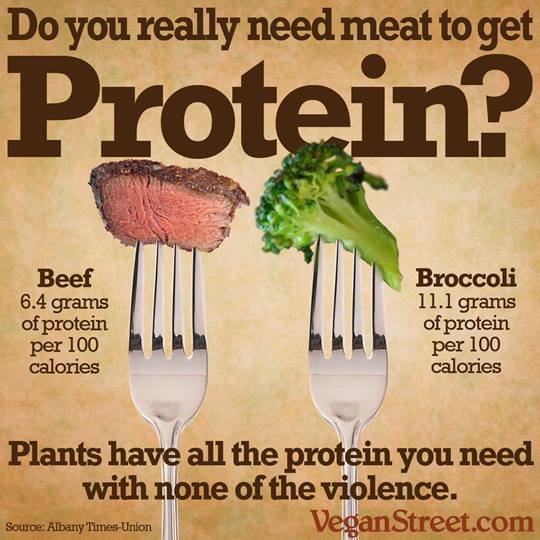 Do you really need meat to get
Protein?
Beef
6.4 grams
of protein
per 100
calories
Broccoli
11.1 grams
of protein
per 100
calories
Plants have all the protein you need
with none of the violence.
Source: Albany Times-Union
VeganStreet.com